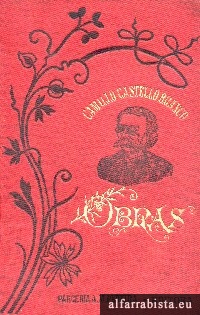 CAMILLO CASTELLO BRANCO
OBRAS
PARCERIA A.
alfarrabista.eu